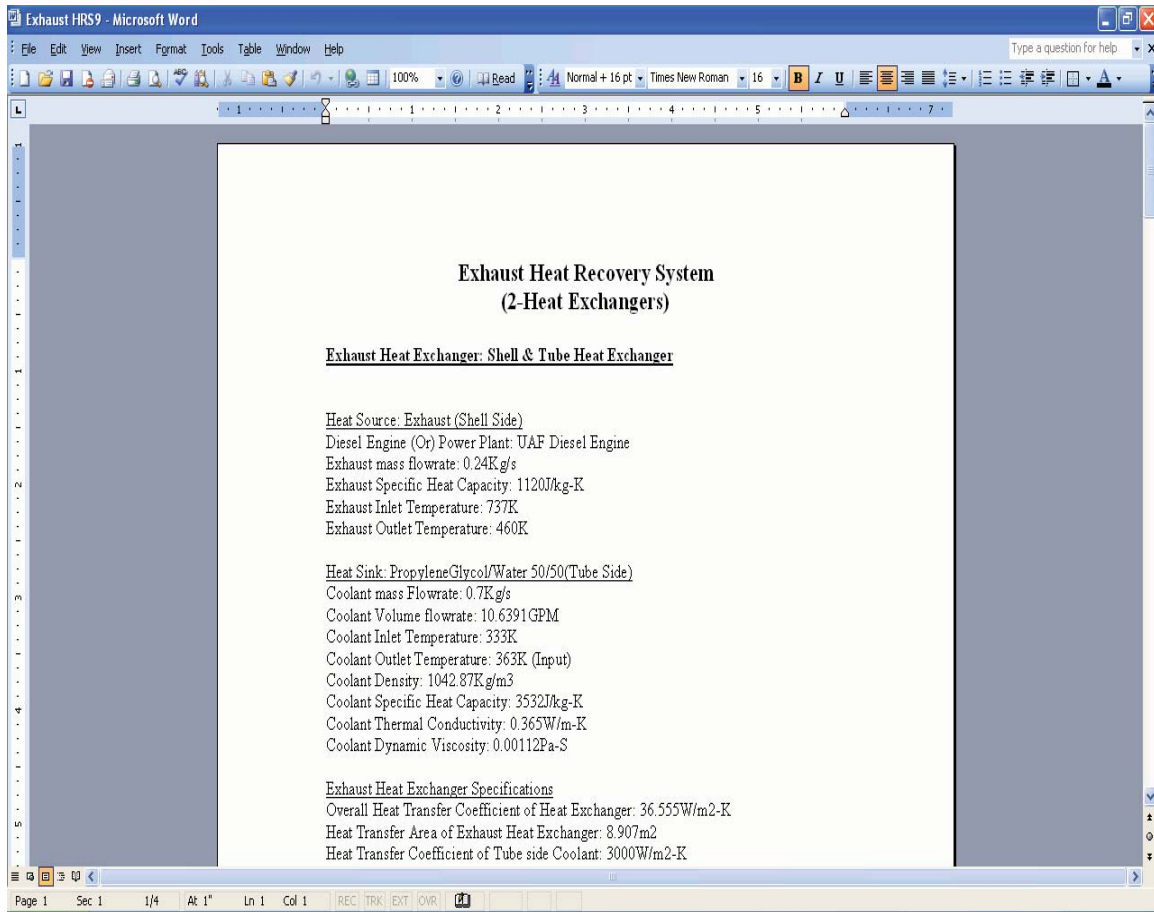 Exhaust HRS9 - Microsoft Word
File Edit View Insert Format Tools Table Window Help Type a question for help
100% Read Normal + 16 pt Times New Roman 16 B I U A
1 1 2 3 4 5 7
Exhaust Heat Recovery System
(2-Heat Exchangers)
Exhaust Heat Exchanger: Shell & Tube Heat Exchanger
Heat Source: Exhaust (Shell Side)
Diesel Engine (Or) Power Plant: UAF Diesel Engine
Exhaust mass flowrate: 0.24Kg/s
Exhaust Specific Heat Capacity: 1120J/kg-K
Exhaust Inlet Temperature: 737K
Exhaust Outlet Temperature: 460K
Heat Sink: PropyleneGlycol/Water 50/50(Tube Side)
Coolant mass Flowrate: 0.7Kg/s
Coolant Volume flowrate: 10.6391GPM
Coolant Inlet Temperature: 333K
Coolant Outlet Temperature: 363K (Input)
Coolant Density: 1042.87Kg/m3
Coolant Specific Heat Capacity: 3532J/kg-K
Coolant Thermal Conductivity: 0.365W/m-K
Coolant Dynamic Viscosity: 0.00112Pa-S
Exhaust Heat Exchanger Specifications
Overall Heat Transfer Coefficient of Heat Exchanger: 36.555W/m2-K
Heat Transfer Area of Exhaust Heat Exchanger: 8.907m2
Heat Transfer Coefficient of Tube side Coolant: 3000W/m2-K
Page 1 Sec 1 1/4 At 1" Ln 1 Col 1 REC TRK EXT OVR